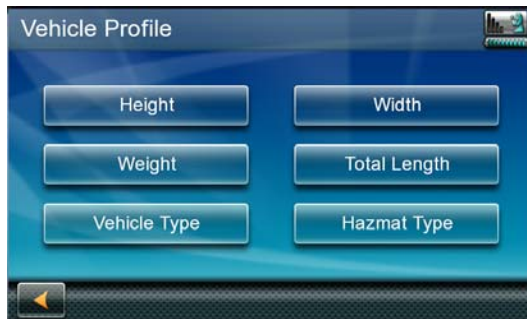 Vehicle Profile
Height
Width
Weight
Total Length
Vehicle Type
Hazmat Type